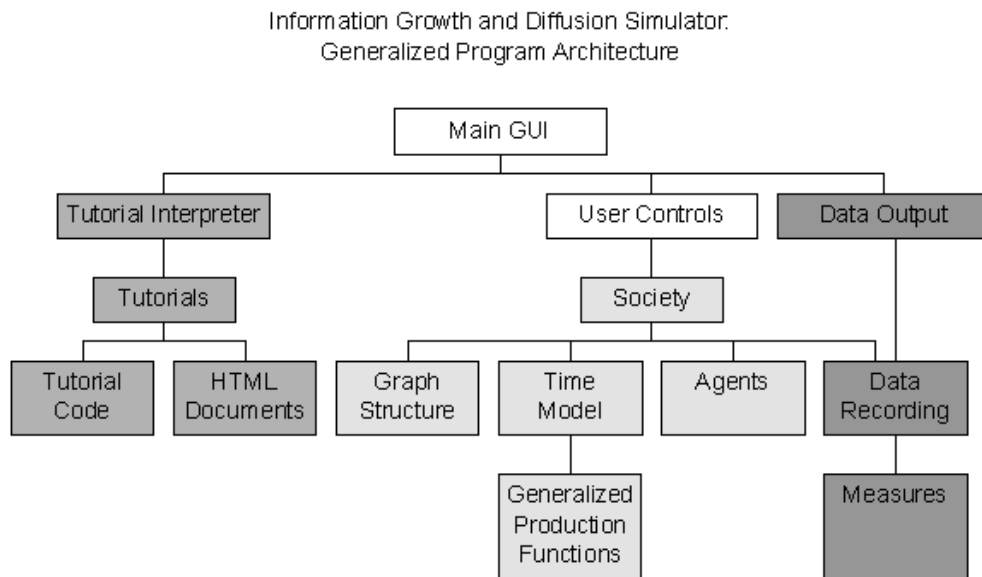 Information Growth and Diffusion Simulator:
Generalized Program Architecture
Main GUI
Tutorial Interpreter
User Controls
Data Output
Tutorials
Society
Tutorial
Code
HTML
Documents
Graph
Structure
Time
Model
Agents
Data
Recording
Generalized
Production
Functions
Measures